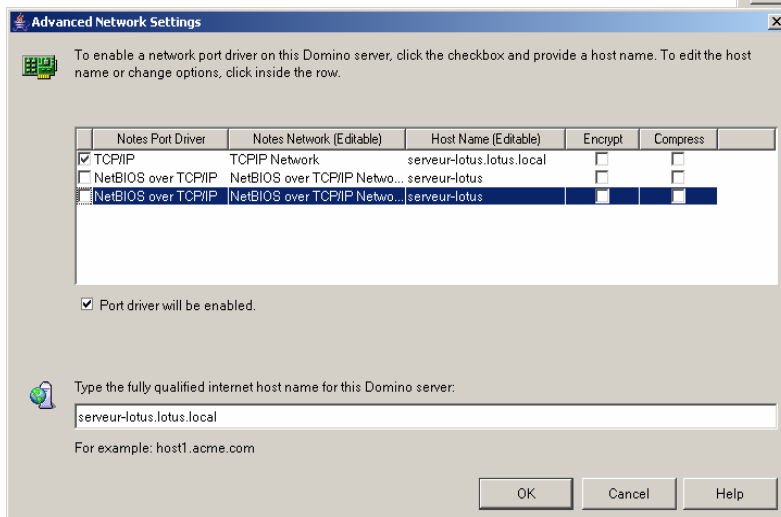 Advanced Network Settings
To enable a network port driver on this Domino server, click the checkbox and provide a host name. To edit the host
name or change options, click inside the row.
Notes Port Driver Notes Network (Editable) Host Name (Editable) Encrypt Compress
TCP/IP TCPIP Network serveur-lotus.lotus.local
NetBIOS over TCP/IP NetBIOS over TCP/IP Netwo... serveur-lotus
NetBIOS over TCP/IP NetBIOS over TCP/IP Netwo... serveur-lotus
Port driver will be enabled.
Type the fully qualified internet host name for this Domino server:
serveur-lotus.lotus.local
For example: host1.acme.com
OK Cancel Help